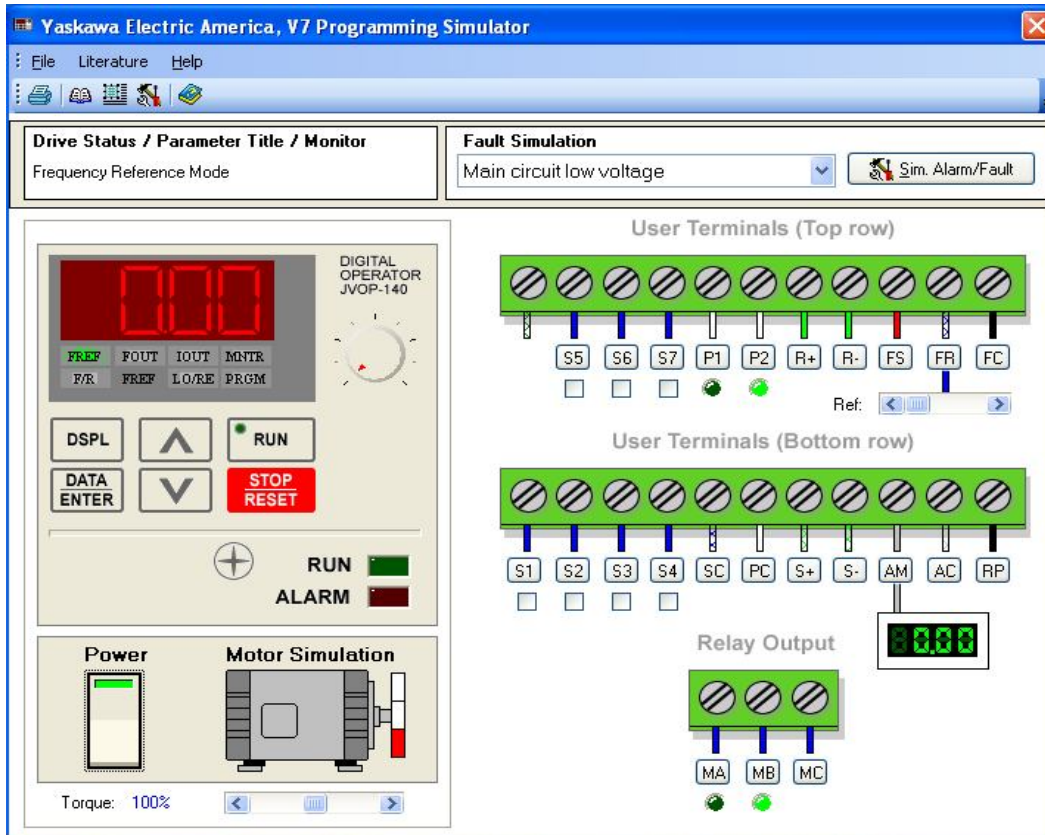 Yaskawa Electric America, V7 Programming Simulator
File Literature Help
Drive Status / Parameter Title / Monitor
Frequency Reference Mode
Fault Simulation
Main circuit low voltage
Sim. Alarm/Fault
000
FREF FOUT IOUT MNTR
F/R FREF LO/RE PRGM
DIGITAL
OPERATOR
JVOP-140
DSPL
RUN
DATA
ENTER
STOP
RESET
RUN
ALARM
Power
Motor Simulation
Torque: 100%
User Terminals (Top row)
S5 S6 S7 P1 P2 R+ R- FS FR FC
Ref:
User Terminals (Bottom row)
S1 S2 S3 S4 SC PC S+ S- AM AC RP
0.00
Relay Output
MA MB MC